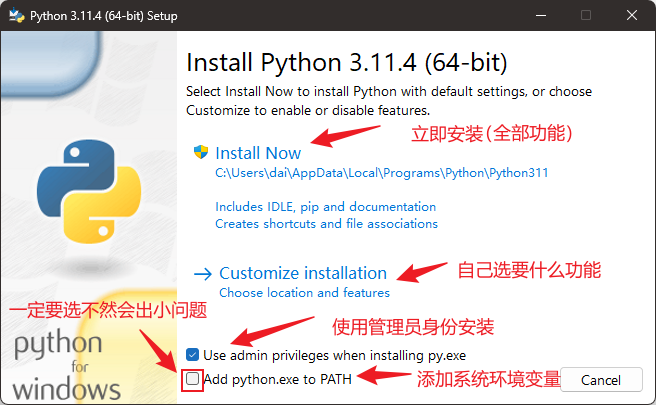 Python 3.11.4 (64-bit) Setup
Install Python 3.11.4 (64-bit)
Select Install Now to install Python with default settings, or choose
Customize to enable or disable features.
立即安装(全部功能)
Install Now
C:\Users\dai\AppData\Local\Programs\Python\Python311
Includes IDLE, pip and documentation
Creates shortcuts and file associations
Customize installation
自己选要什么功能
Choose location and features
一定要选不然会出小问题
使用管理员身份安装
python
for
windows
Use admin privileges when installing py.exe
Add python.exe to PATH
添加系统环境变量
Cancel